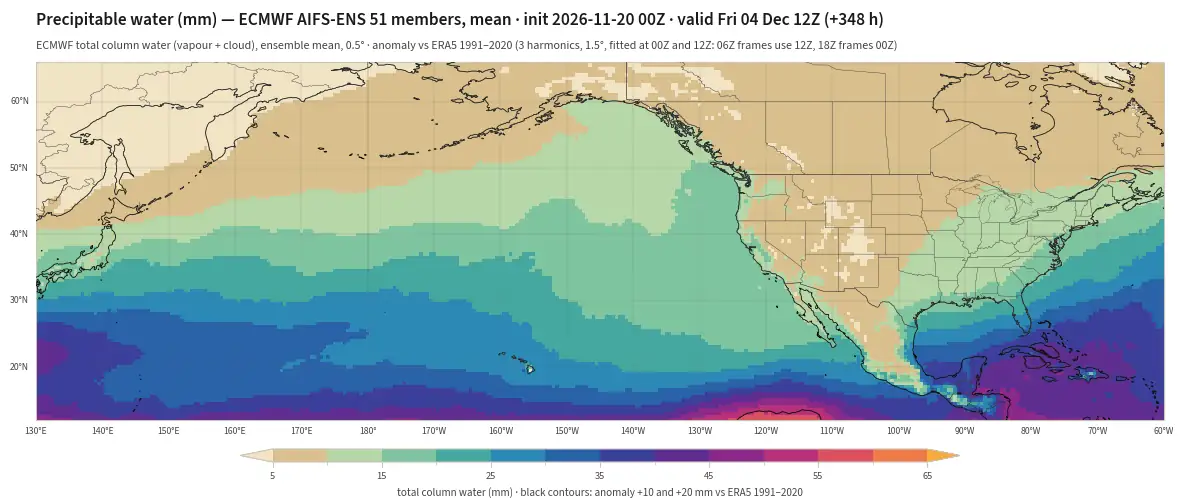 Precipitable water (mm) — ECMWF AIFS-ENS 51 members, mean · init 2026-11-20 00Z · valid Fri 04 Dec 12Z (+348 h)
ECMWF total column water (vapour + cloud), ensemble mean, 0.5° · anomaly vs ERA5 1991–2020 (3 harmonics, 1.5°, fitted at 00Z and 12Z: 06Z frames use 12Z, 18Z frames 00Z)
60°N
50°N
40°N
30°N
20°N
130°E 140°E 150°E 160°E 170°E 180° 170°W 160°W 150°W 140°W 130°W 120°W 110°W 100°W 90°W 80°W 70°W 60°W
5 15 25 35 45 55 65
total column water (mm) · black contours: anomaly +10 and +20 mm vs ERA5 1991–2020